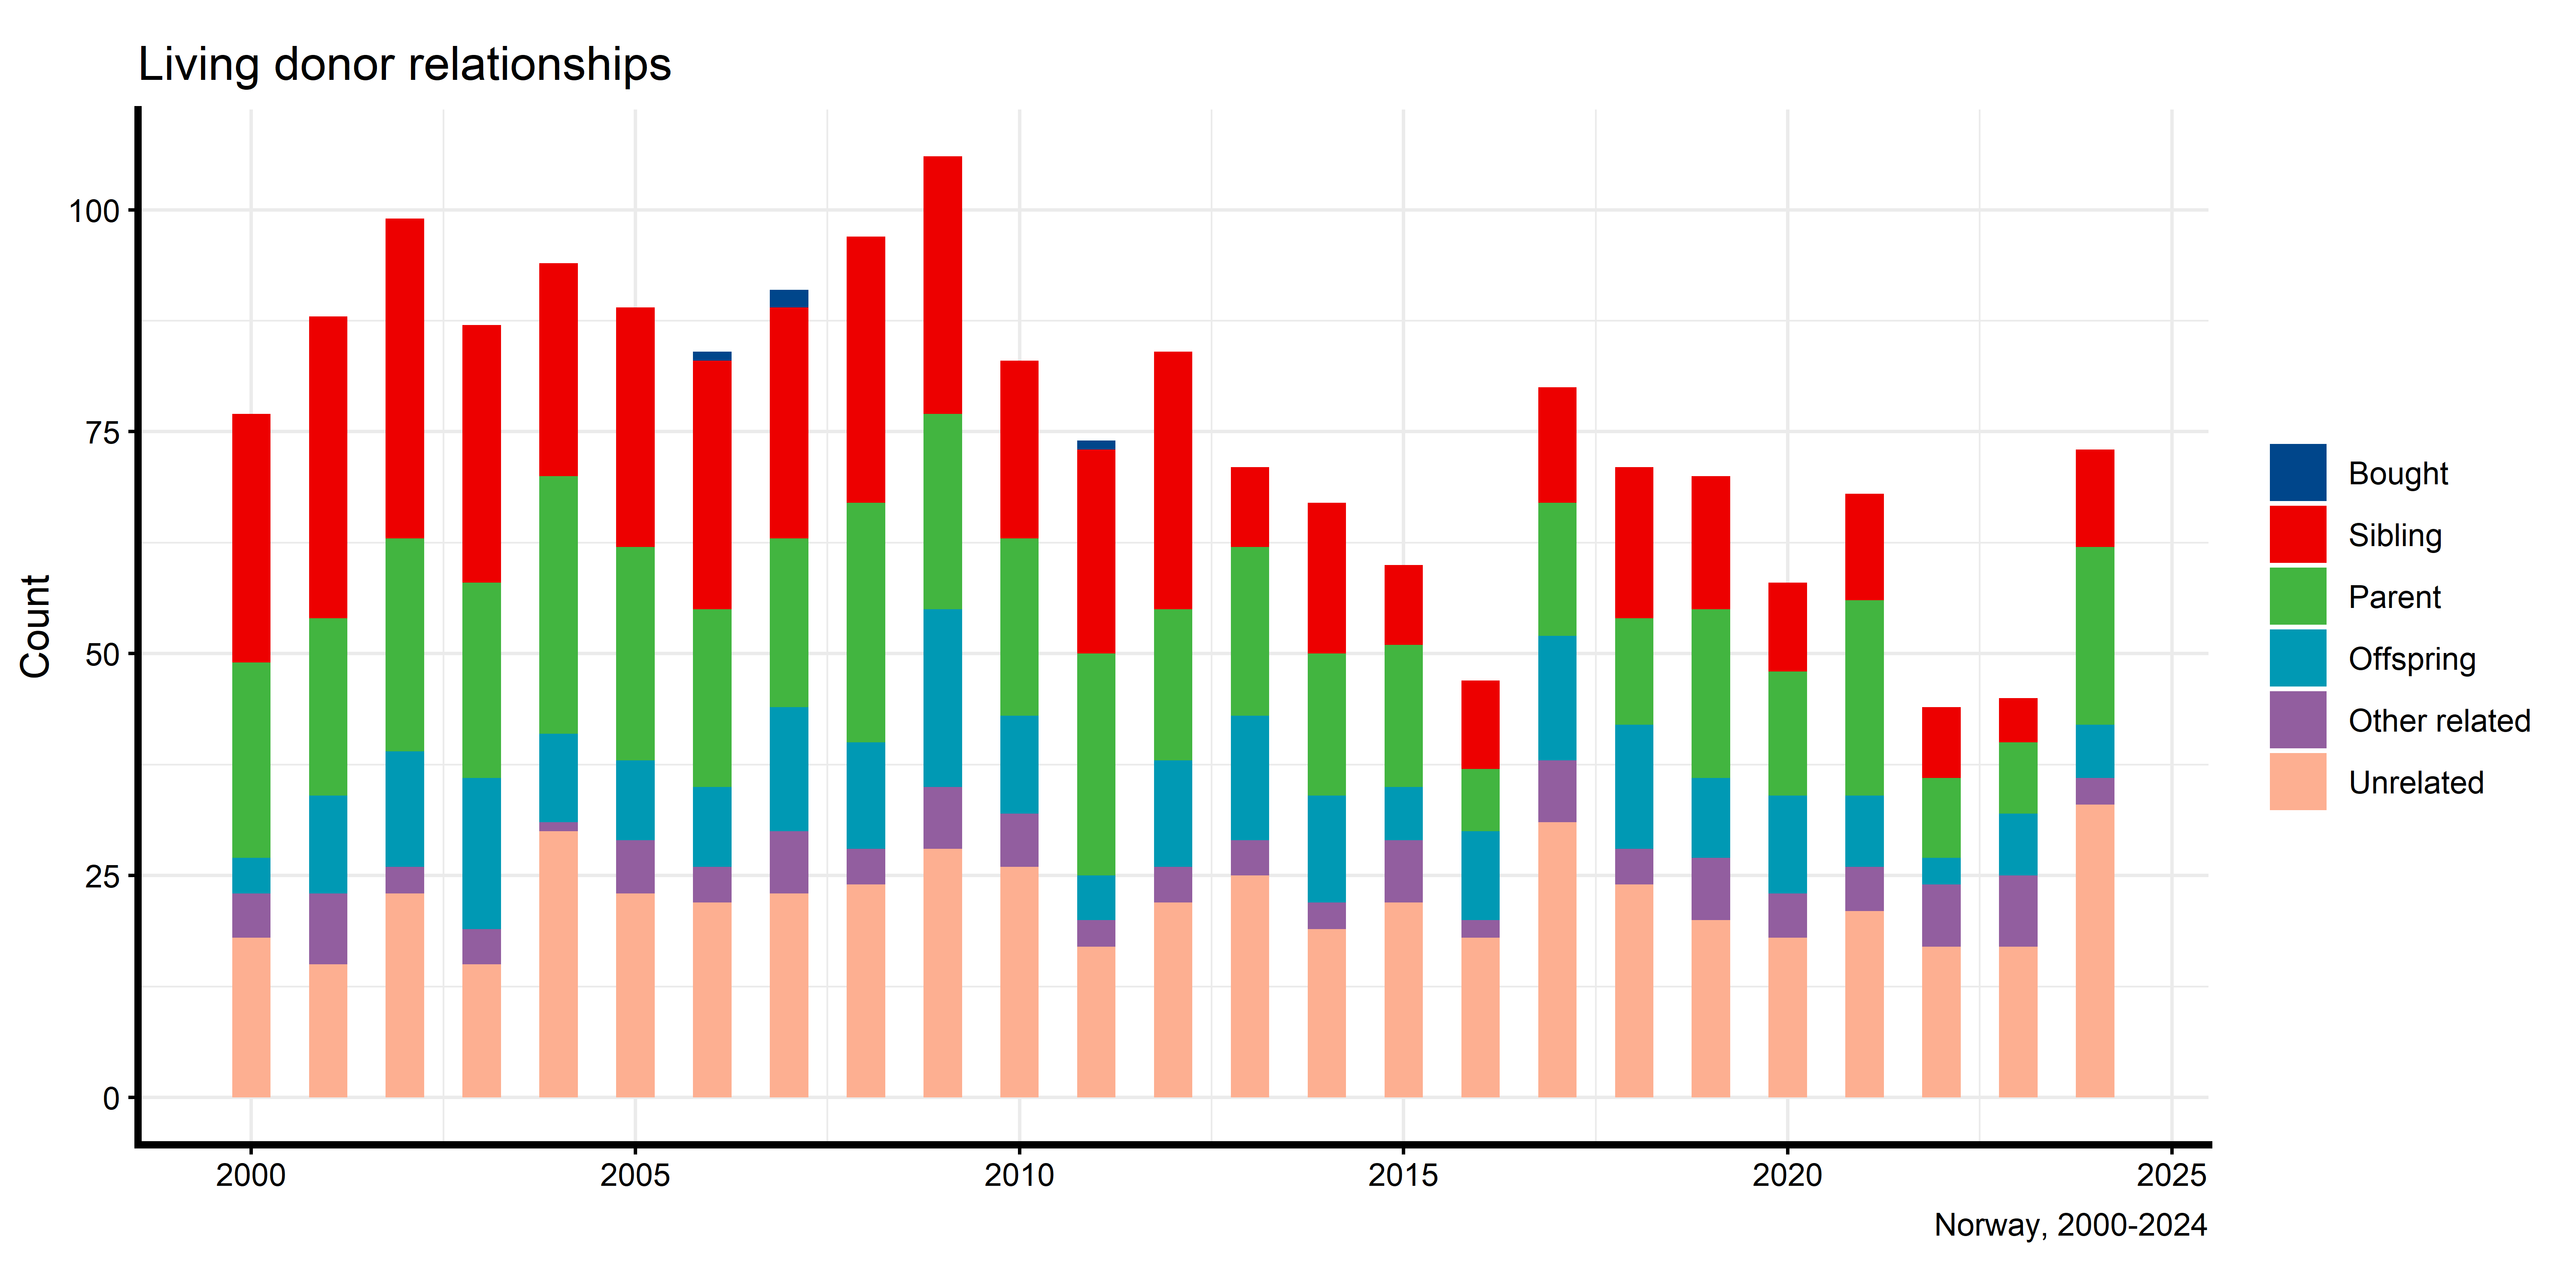 Living donor relationships
Count
100
75
50
25
0
2000
2005
2010
2015
2020
2025
Bought
Sibling
Parent
Offspring
Other related
Unrelated
Norway, 2000-2024